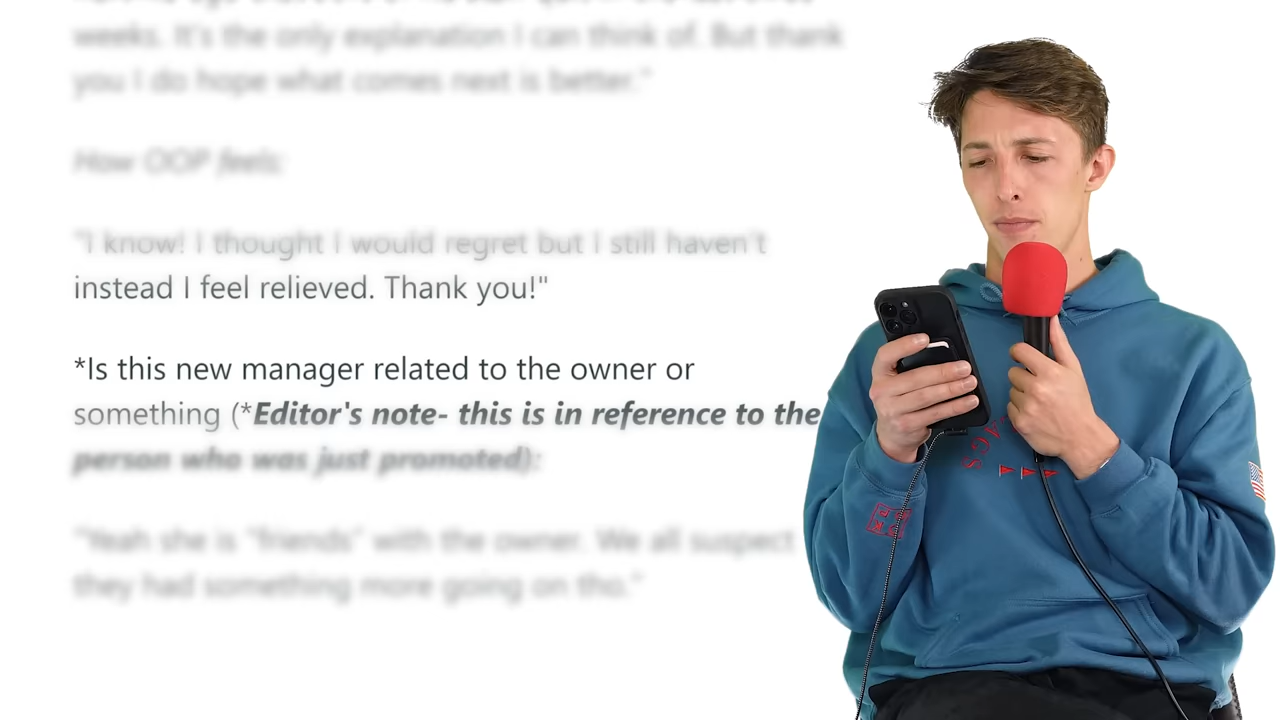 weeks. It's the only explanation I can think of. But thank
you I do hope what comes next is better."
How OOP feels:
"I know! I thought I would regret but I still haven't
instead I feel relieved. Thank you!"
*Is this new manager related to the owner or
something (*Editor's note- this is in reference to the
person who was just promoted):
"Yeah she is "friends" with the owner. We all suspect
they had something more going on tho."